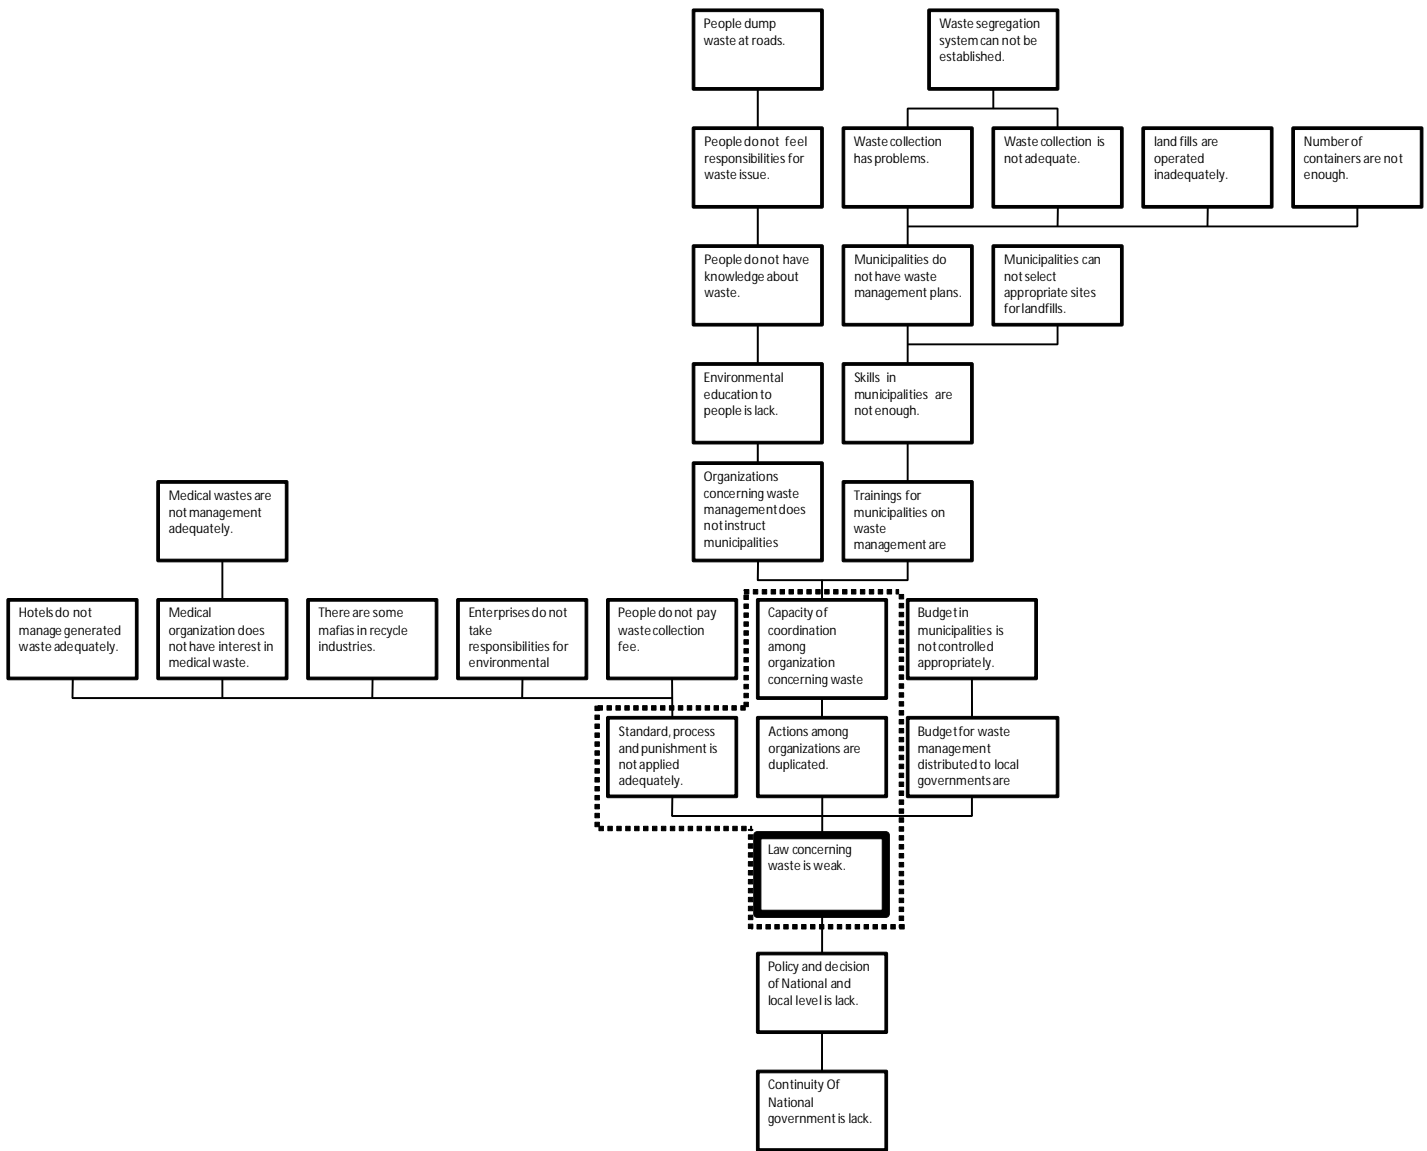 People dump
waste at roads.
Waste segregation
system can not be
established.
People do not feel
responsibilities for
waste issue.
Waste collection
has problems.
Waste collection is
not adequate.
land fills are
operated
inadequately.
Number of
containers are not
enough.
People do not have
knowledge about
waste.
Municipalities do
not have waste
management plans.
Municipalities can
not select
appropriate sites
for landfills.
Environmental
education to
people is lack.
Skills in
municipalities are
not enough.
Organizations
concerning waste
management does
not instruct
municipalities
Trainings for
municipalities on
waste
management are
Medical wastes are
not management
adequately.
Hotels do not
manage generated
waste adequately.
Medical
organization does
not have interest in
medical waste.
There are some
mafias in recycle
industries.
Enterprises do not
take
responsibilities for
environmental
People do not pay
waste collection
fee.
Capacity of
coordination
among
organization
concerning waste
Budget in
municipalities is
not controlled
appropriately.
Standard, process
and punishment is
not applied
adequately.
Actions among
organizations are
duplicated.
Budget for waste
management
distributed to local
governments are
Law concerning
waste is weak.
Policy and decision
of National and
local level is lack.
Continuity Of
National
government is lack.